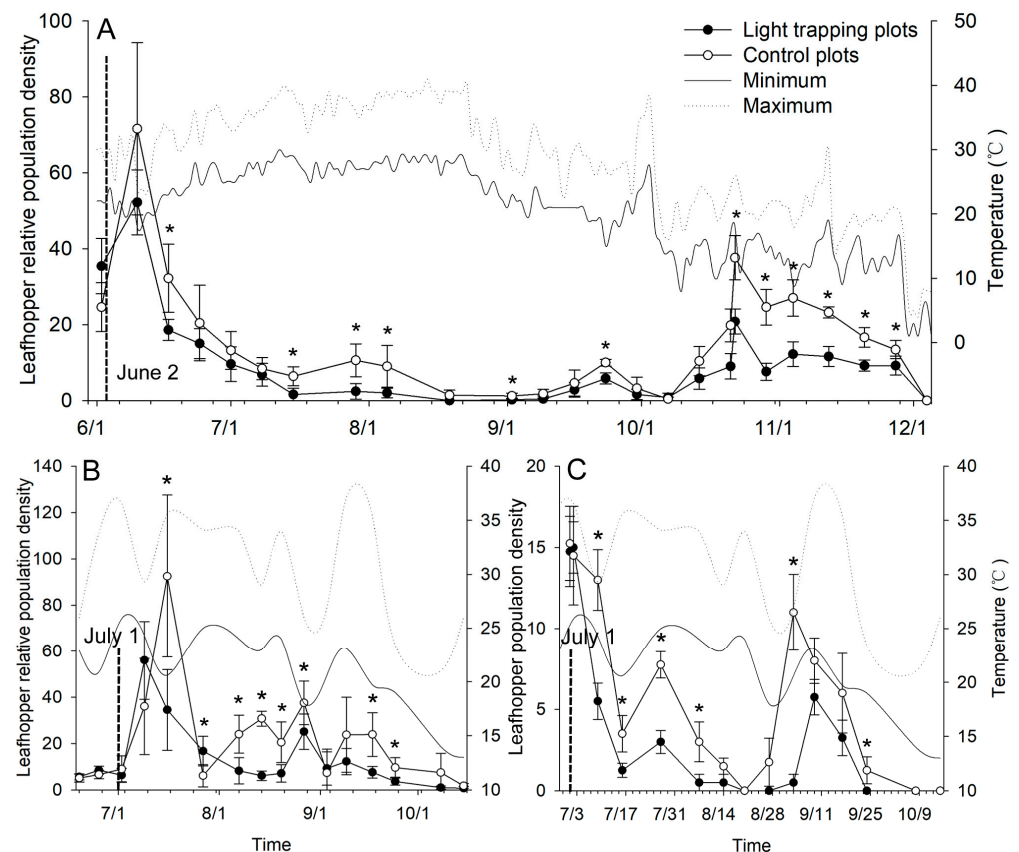 A
Light trapping plots
Control plots
Minimum
Maximum
Leafhopper relative population density
100
80
60
40
20
0
50
40
30
20
10
0
Temperature (℃)
* * * * * * * * * * * *
June 2
6/1 7/1 8/1 9/1 10/1 11/1 12/1
B
Leafhopper relative population density
140
120
100
80
60
40
20
0
40
35
30
25
20
15
10
* * * * * * * *
July 1
7/1 8/1 9/1 10/1
Time
C
Leafhopper population density
20
15
10
5
0
40
35
30
25
20
15
10
Temperature (℃)
* * * * * *
July 1
7/3 7/17 7/31 8/14 8/28 9/11 9/25 10/9
Time